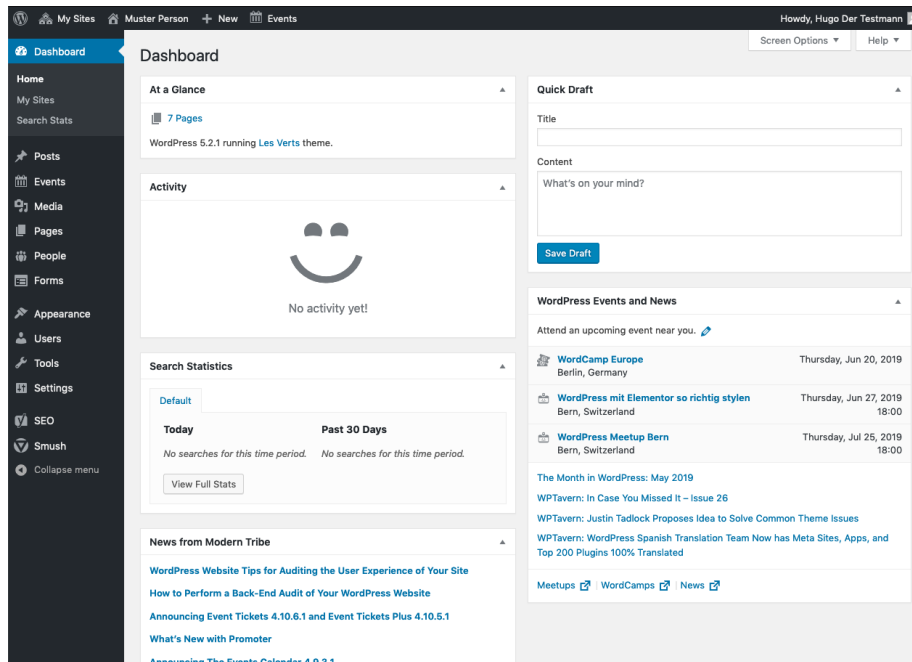 My Sites Muster Person New Events Howdy, Hugo Der Testmann
Screen Options Help
Dashboard
Home
My Sites
Search Stats
Posts
Events
Media
Pages
People
Forms
Appearance
Users
Tools
Settings
SEO
Smush
Collapse menu
Dashboard
At a Glance
7 Pages
WordPress 5.2.1 running Les Verts theme.
Activity
No activity yet!
Search Statistics
Default
Today Past 30 Days
No searches for this time period. No searches for this time period.
View Full Stats
News from Modern Tribe
WordPress Website Tips for Auditing the User Experience of Your Site
How to Perform a Back-End Audit of Your WordPress Website
Announcing Event Tickets 4.10.6.1 and Event Tickets Plus 4.10.5.1
What's New with Promoter
Announcing The Events Calendar 4.9.3.1
Quick Draft
Title
Content
What's on your mind?
Save Draft
WordPress Events and News
Attend an upcoming event near you.
WordCamp Europe Thursday, Jun 20, 2019
Berlin, Germany
WordPress mit Elementor so richtig stylen Thursday, Jun 27, 2019
Bern, Switzerland 18:00
WordPress Meetup Bern Thursday, Jul 25, 2019
Bern, Switzerland 18:00
The Month in WordPress: May 2019
WPTavern: In Case You Missed It – Issue 26
WPTavern: Justin Tadlock Proposes Idea to Solve Common Theme Issues
WPTavern: WordPress Spanish Translation Team Now has Meta Sites, Apps, and
Top 200 Plugins 100% Translated
Meetups | WordCamps | News